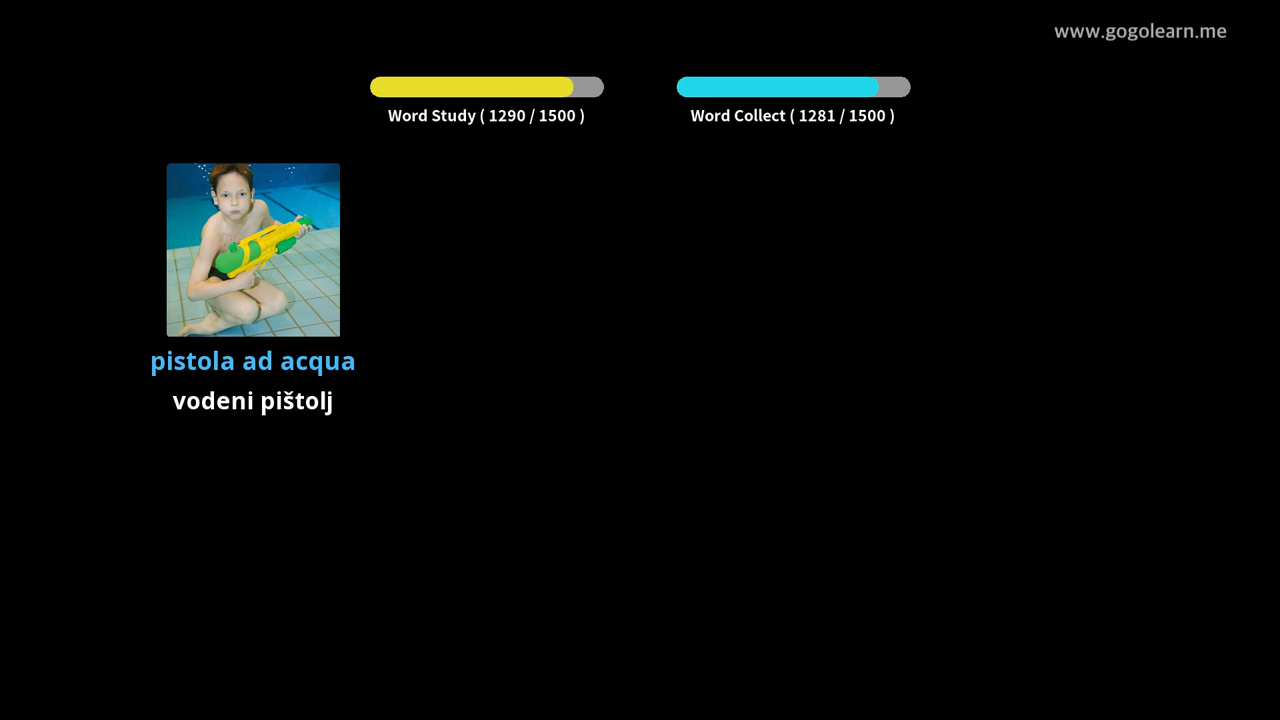 www.gogolearn.me
Word Study ( 1290 / 1500 )
Word Collect ( 1281 / 1500 )
pistola ad acqua
vodeni pištolj